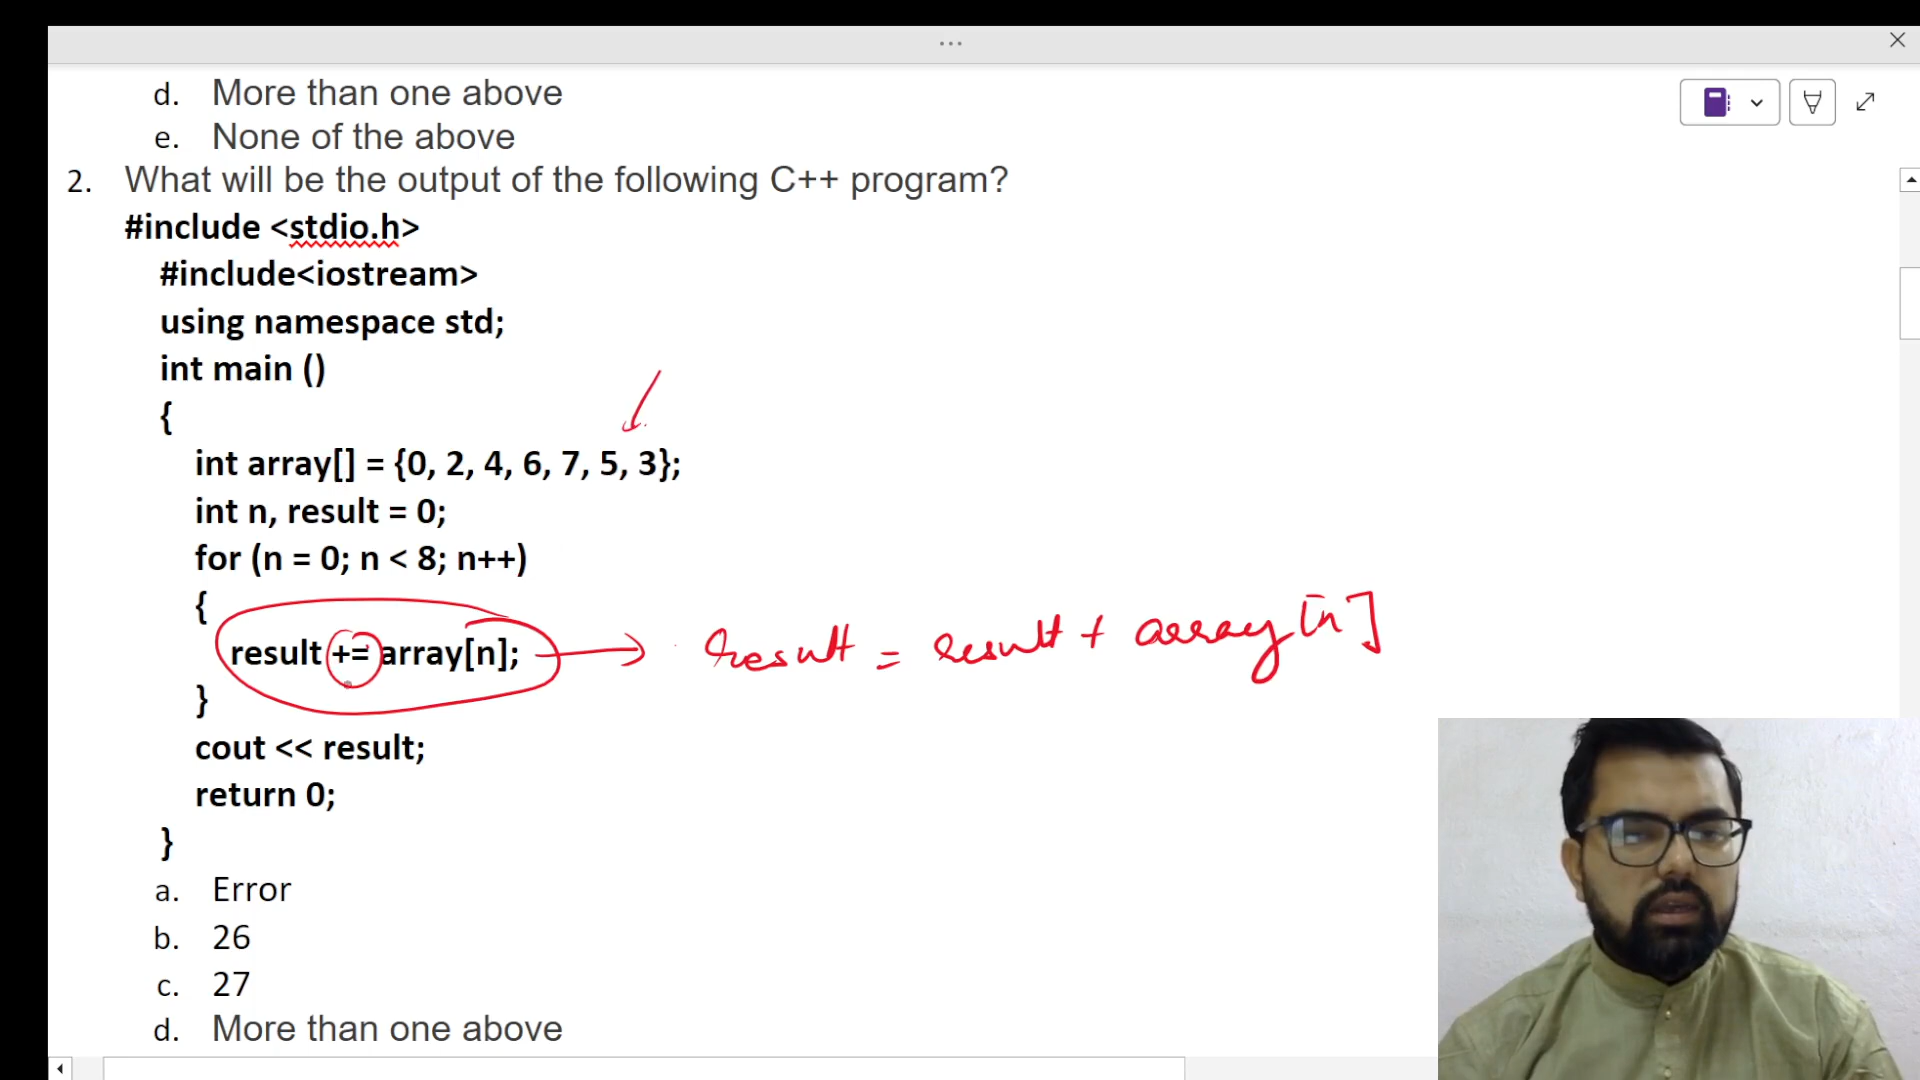 d. More than one above
e. None of the above
2. What will be the output of the following C++ program?
#include <stdio.h>
#include<iostream>
using namespace std;
int main ()
{
int array[] = {0, 2, 4, 6, 7, 5, 3};
int n, result = 0;
for (n = 0; n < 8; n++)
{
result += array[n]; result = result + array[n]
}
cout << result;
return 0;
}
a. Error
b. 26
c. 27
d. More than one above